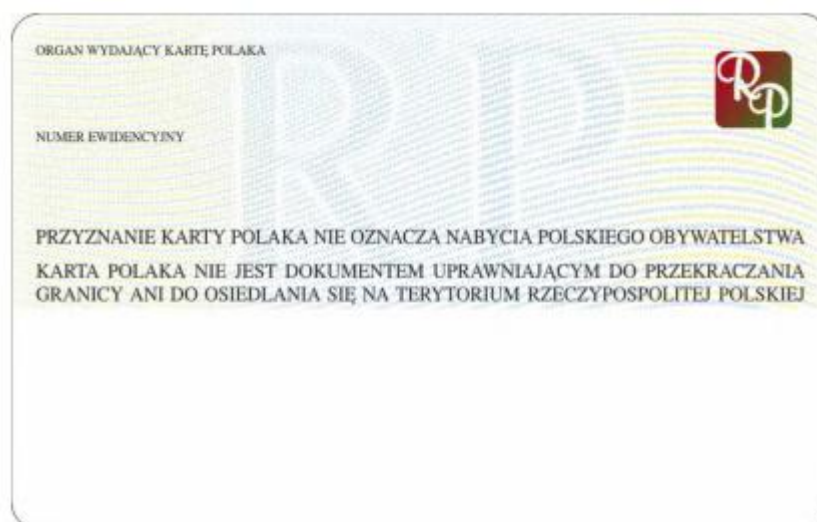 ORGAN WYDAJĄCY KARTĘ POLAKA
RP
NUMER EWIDENCYJNY
RP
PRZYZNANIE KARTY POLAKA NIE OZNACZA NABYCIA POLSKIEGO OBYWATELSTWA
KARTA POLAKA NIE JEST DOKUMENTEM UPRAWNIAJĄCYM DO PRZEKRACZANIA
GRANICY ANI DO OSIEDLANIA SIĘ NA TERYTORIUM RZECZYPOSPOLITEJ POLSKIEJ